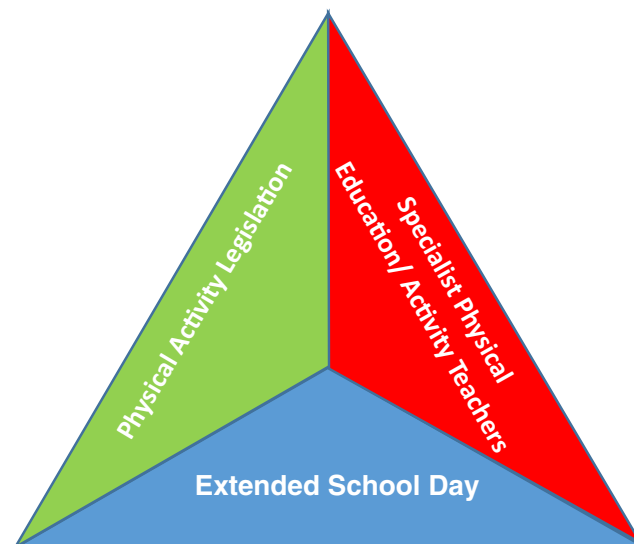 Physical Activity Legislation
Specialist Physical
Education/ Activity Teachers
Extended School Day